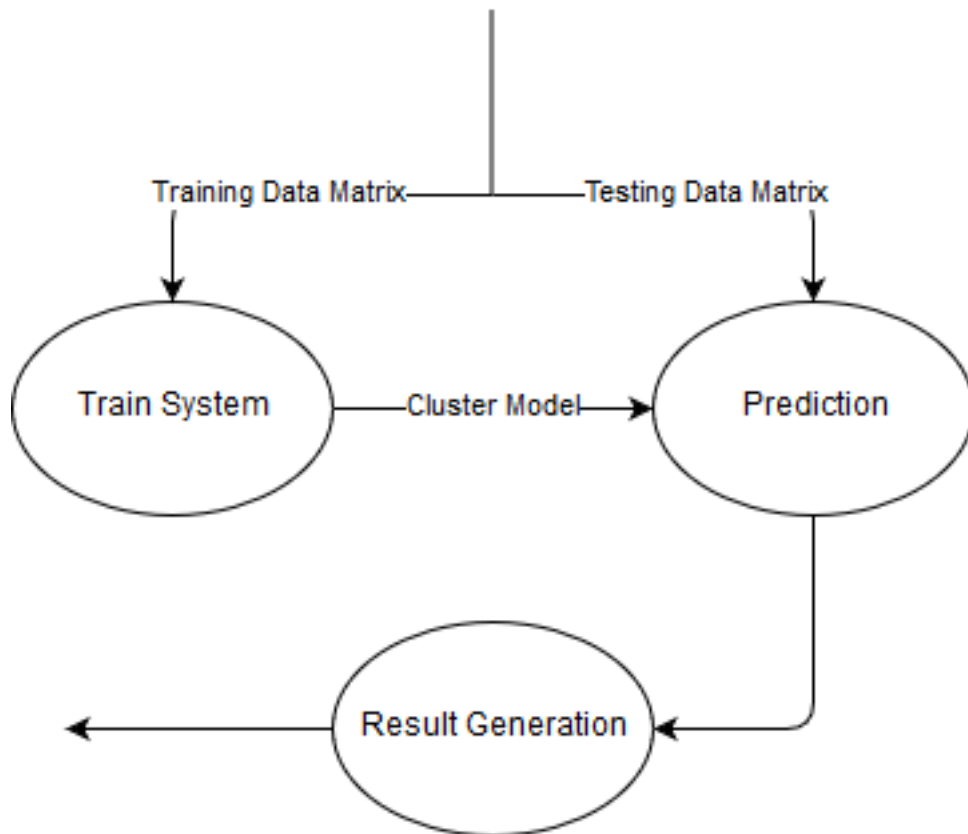 Training Data Matrix
Testing Data Matrix
Train System
Cluster Model
Prediction
Result Generation